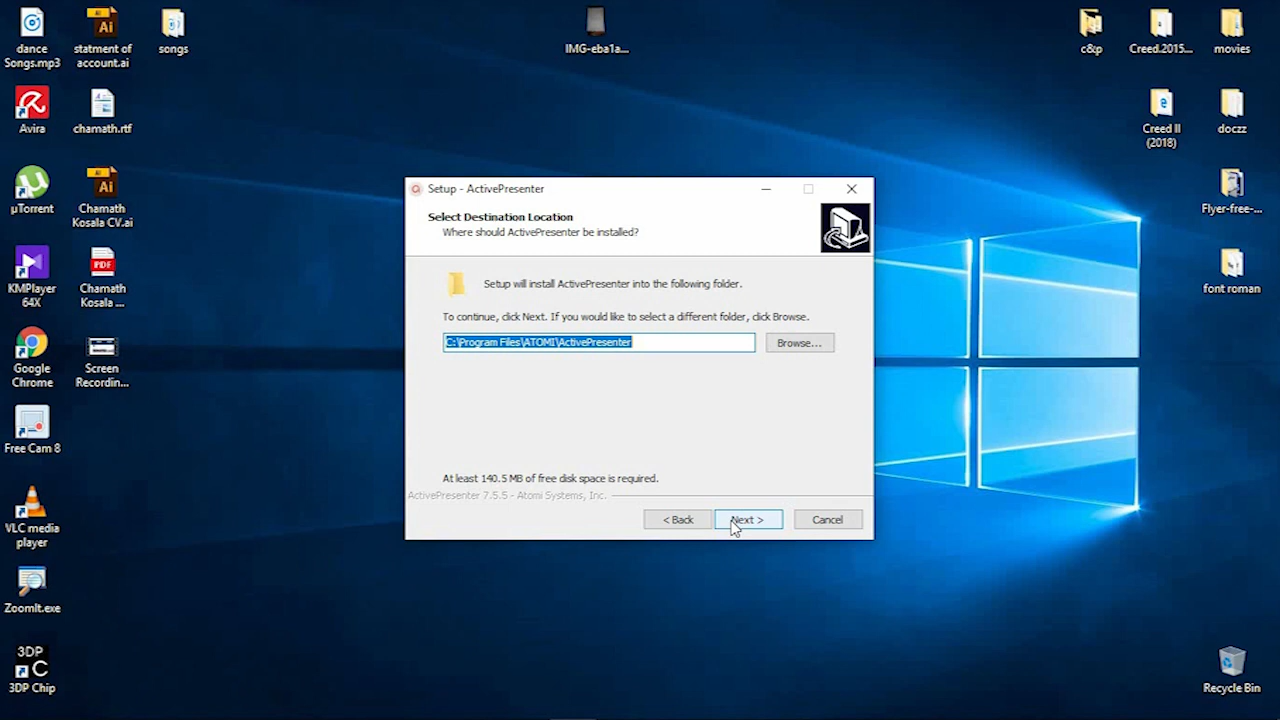 dance
Songs.mp3
statment of
account.ai
songs
IMG-eba1a...
c&p
Creed.2015...
movies
Avira
chamath.rtf
Creed II
(2018)
doczz
µTorrent
Chamath
Kosala CV.ai
Flyer-free-...
KMPlayer
64X
Chamath
Kosala ...
font roman
Google
Chrome
Screen
Recordin...
Free Cam 8
VLC media
player
ZoomIt.exe
3DP
C
3DP Chip
Recycle Bin
Ai
Ai
PDF
Setup - ActivePresenter
Select Destination Location
Where should ActivePresenter be installed?
Setup will install ActivePresenter into the following folder.
To continue, click Next. If you would like to select a different folder, click Browse.
C:\Program Files\ATOMI\ActivePresenter
Browse...
At least 140.5 MB of free disk space is required.
ActivePresenter 7.5.5 - Atomi Systems, Inc.
< Back
Next >
Cancel